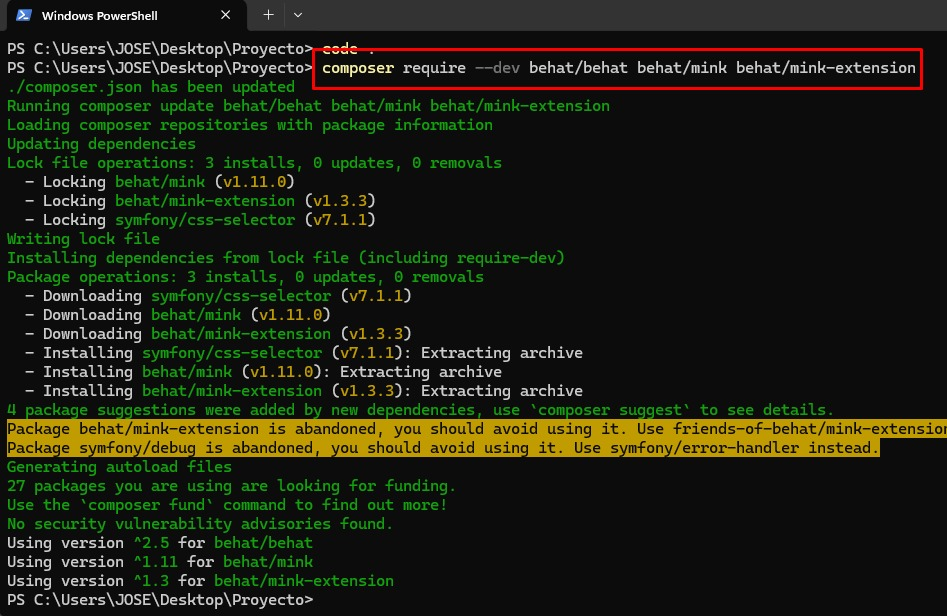 Windows PowerShell
PS C:\Users\JOSE\Desktop\Proyecto> code .
PS C:\Users\JOSE\Desktop\Proyecto> composer require --dev behat/behat behat/mink behat/mink-extension
./composer.json has been updated
Running composer update behat/behat behat/mink behat/mink-extension
Loading composer repositories with package information
Updating dependencies
Lock file operations: 3 installs, 0 updates, 0 removals
  - Locking behat/mink (v1.11.0)
  - Locking behat/mink-extension (v1.3.3)
  - Locking symfony/css-selector (v7.1.1)
Writing lock file
Installing dependencies from lock file (including require-dev)
Package operations: 3 installs, 0 updates, 0 removals
  - Downloading symfony/css-selector (v7.1.1)
  - Downloading behat/mink (v1.11.0)
  - Downloading behat/mink-extension (v1.3.3)
  - Installing symfony/css-selector (v7.1.1): Extracting archive
  - Installing behat/mink (v1.11.0): Extracting archive
  - Installing behat/mink-extension (v1.3.3): Extracting archive
4 package suggestions were added by new dependencies, use `composer suggest` to see details.
Package behat/mink-extension is abandoned, you should avoid using it. Use friends-of-behat/mink-extension
Package symfony/debug is abandoned, you should avoid using it. Use symfony/error-handler instead.
Generating autoload files
27 packages you are using are looking for funding.
Use the `composer fund` command to find out more!
No security vulnerability advisories found.
Using version ^2.5 for behat/behat
Using version ^1.11 for behat/mink
Using version ^1.3 for behat/mink-extension
PS C:\Users\JOSE\Desktop\Proyecto>